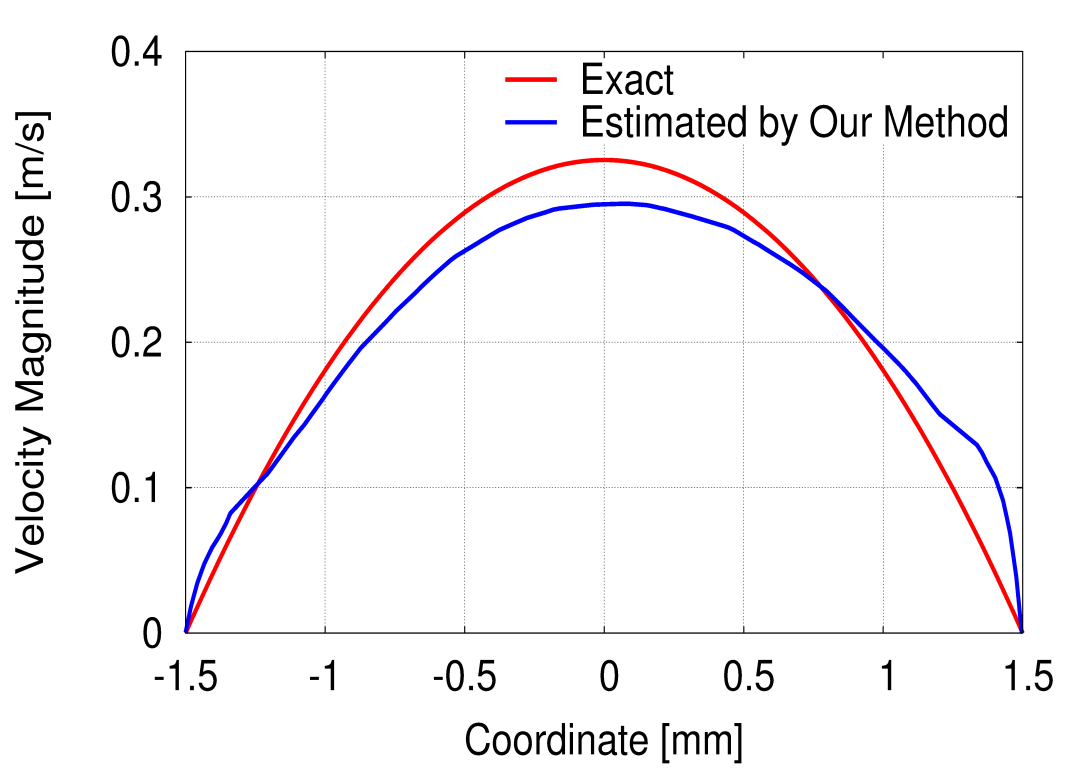 0.4
Exact
Estimated by Our Method
0.3
0.2
0.1
0
Velocity Magnitude [m/s]
-1.5 -1 -0.5 0 0.5 1 1.5
Coordinate [mm]